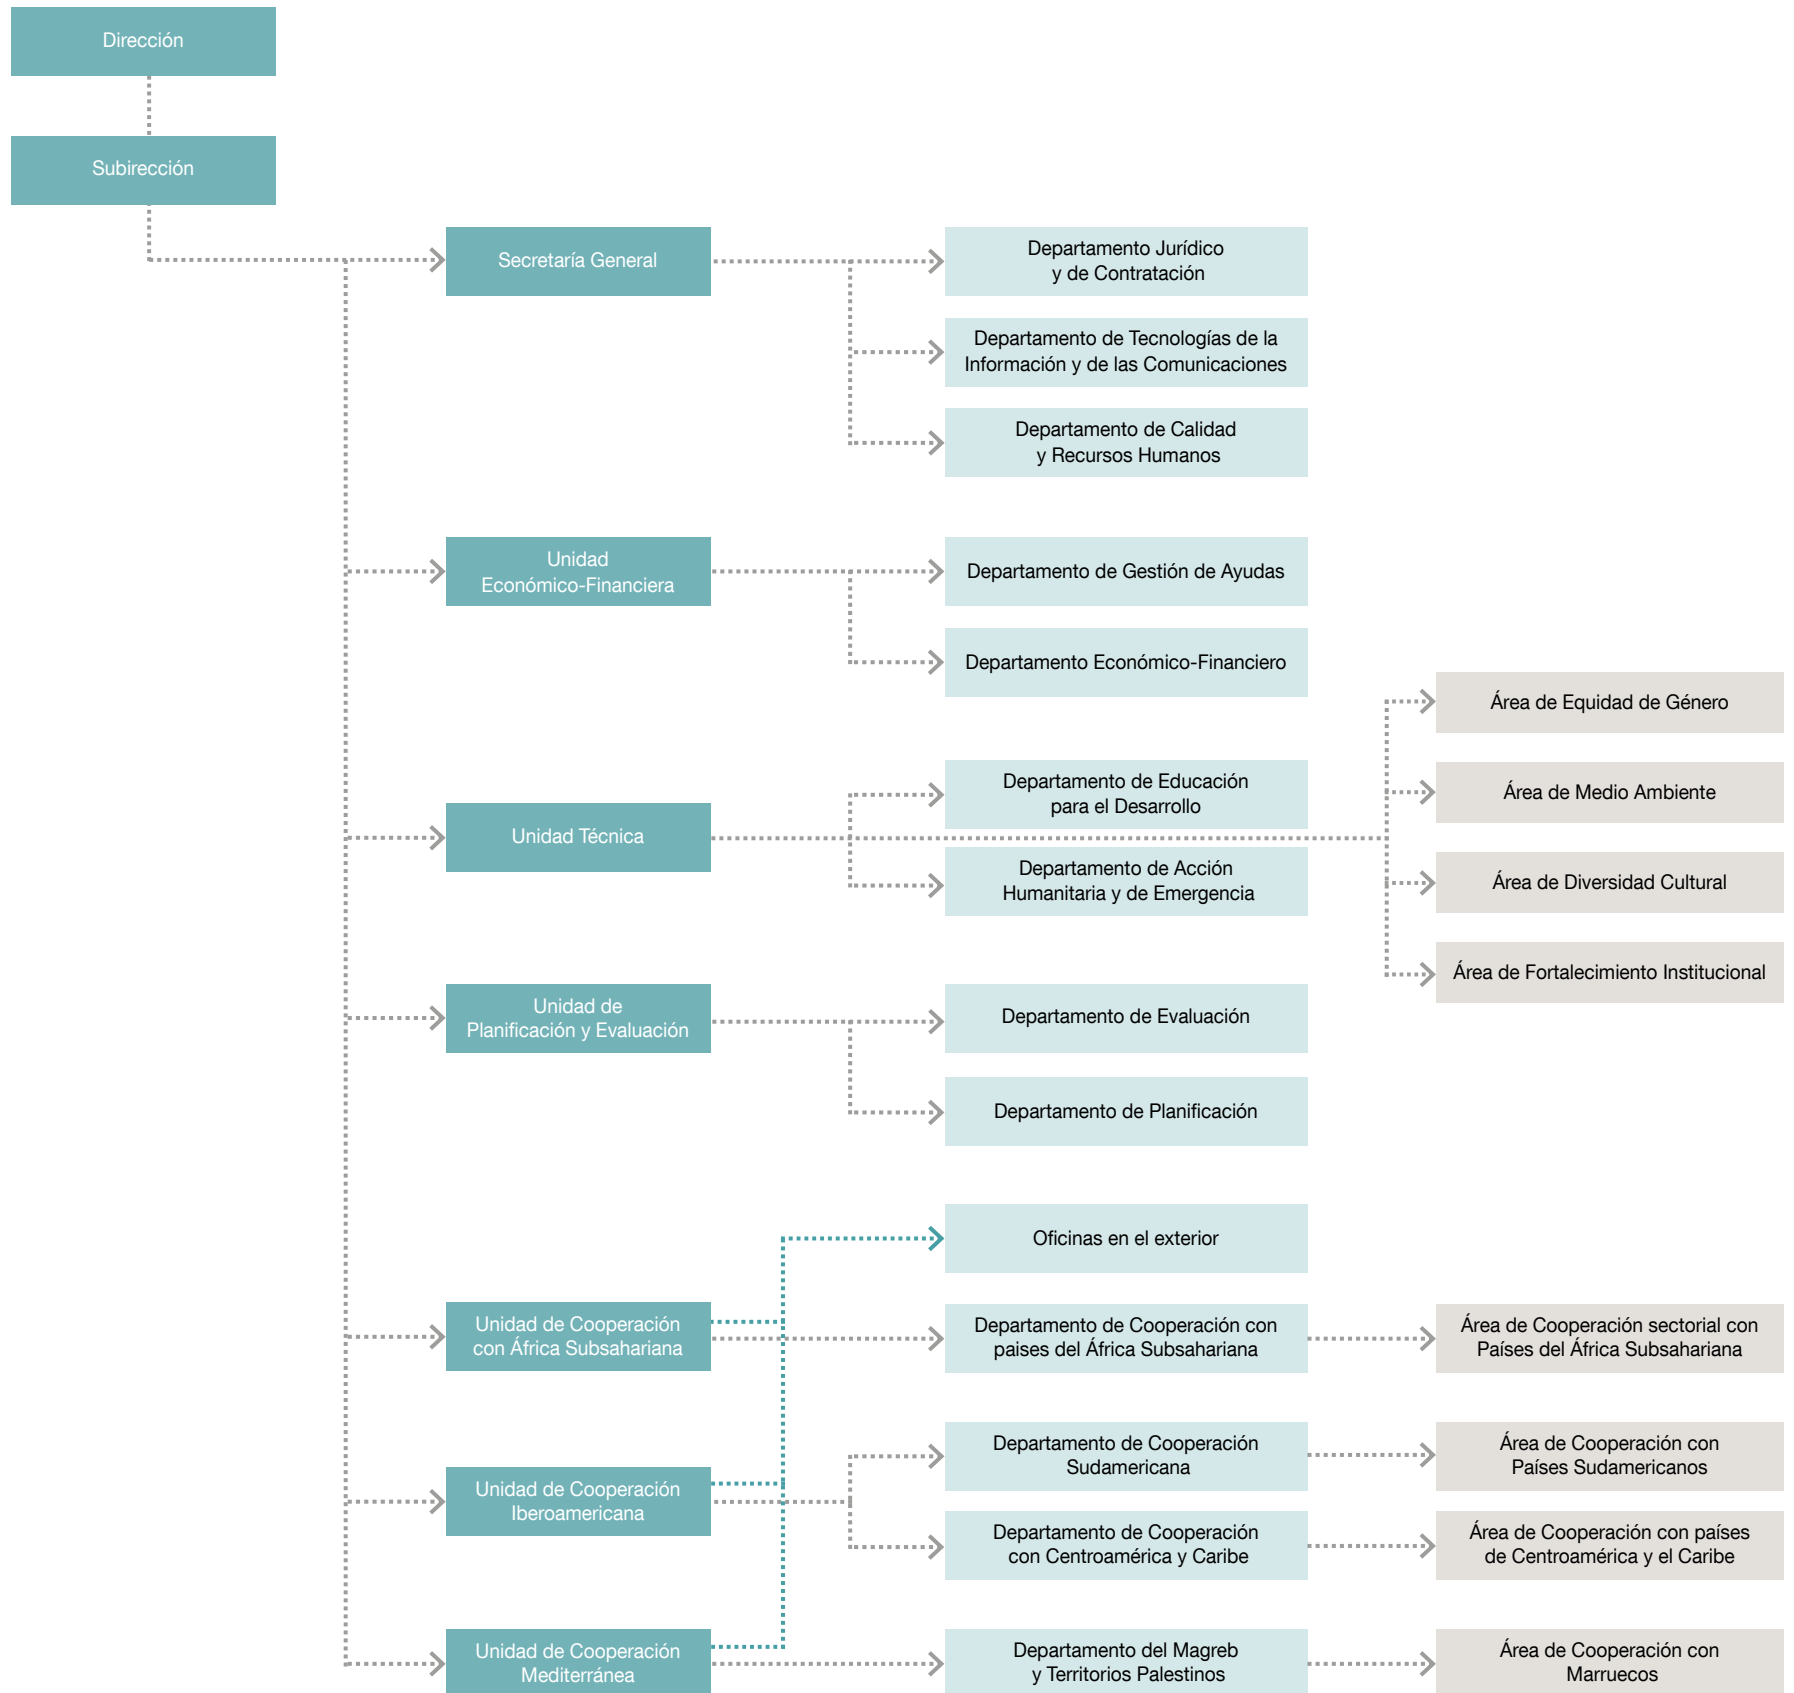 Dirección
Subirección
Secretaría General
Departamento Jurídico
y de Contratación
Departamento de Tecnologías de la
Información y de las Comunicaciones
Departamento de Calidad
y Recursos Humanos
Unidad
Económico-Financiera
Departamento de Gestión de Ayudas
Departamento Económico-Financiero
Unidad Técnica
Departamento de Educación
para el Desarrollo
Departamento de Acción
Humanitaria y de Emergencia
Área de Equidad de Género
Área de Medio Ambiente
Área de Diversidad Cultural
Área de Fortalecimiento Institucional
Unidad de
Planificación y Evaluación
Departamento de Evaluación
Departamento de Planificación
Oficinas en el exterior
Unidad de Cooperación
con África Subsahariana
Departamento de Cooperación con
paises del África Subsahariana
Área de Cooperación sectorial con
Países del África Subsahariana
Unidad de Cooperación
Iberoamericana
Departamento de Cooperación
Sudamericana
Área de Cooperación con
Países Sudamericanos
Departamento de Cooperación
con Centroamérica y Caribe
Área de Cooperación con países
de Centroamérica y el Caribe
Unidad de Cooperación
Mediterránea
Departamento del Magreb
y Territorios Palestinos
Área de Cooperación con
Marruecos